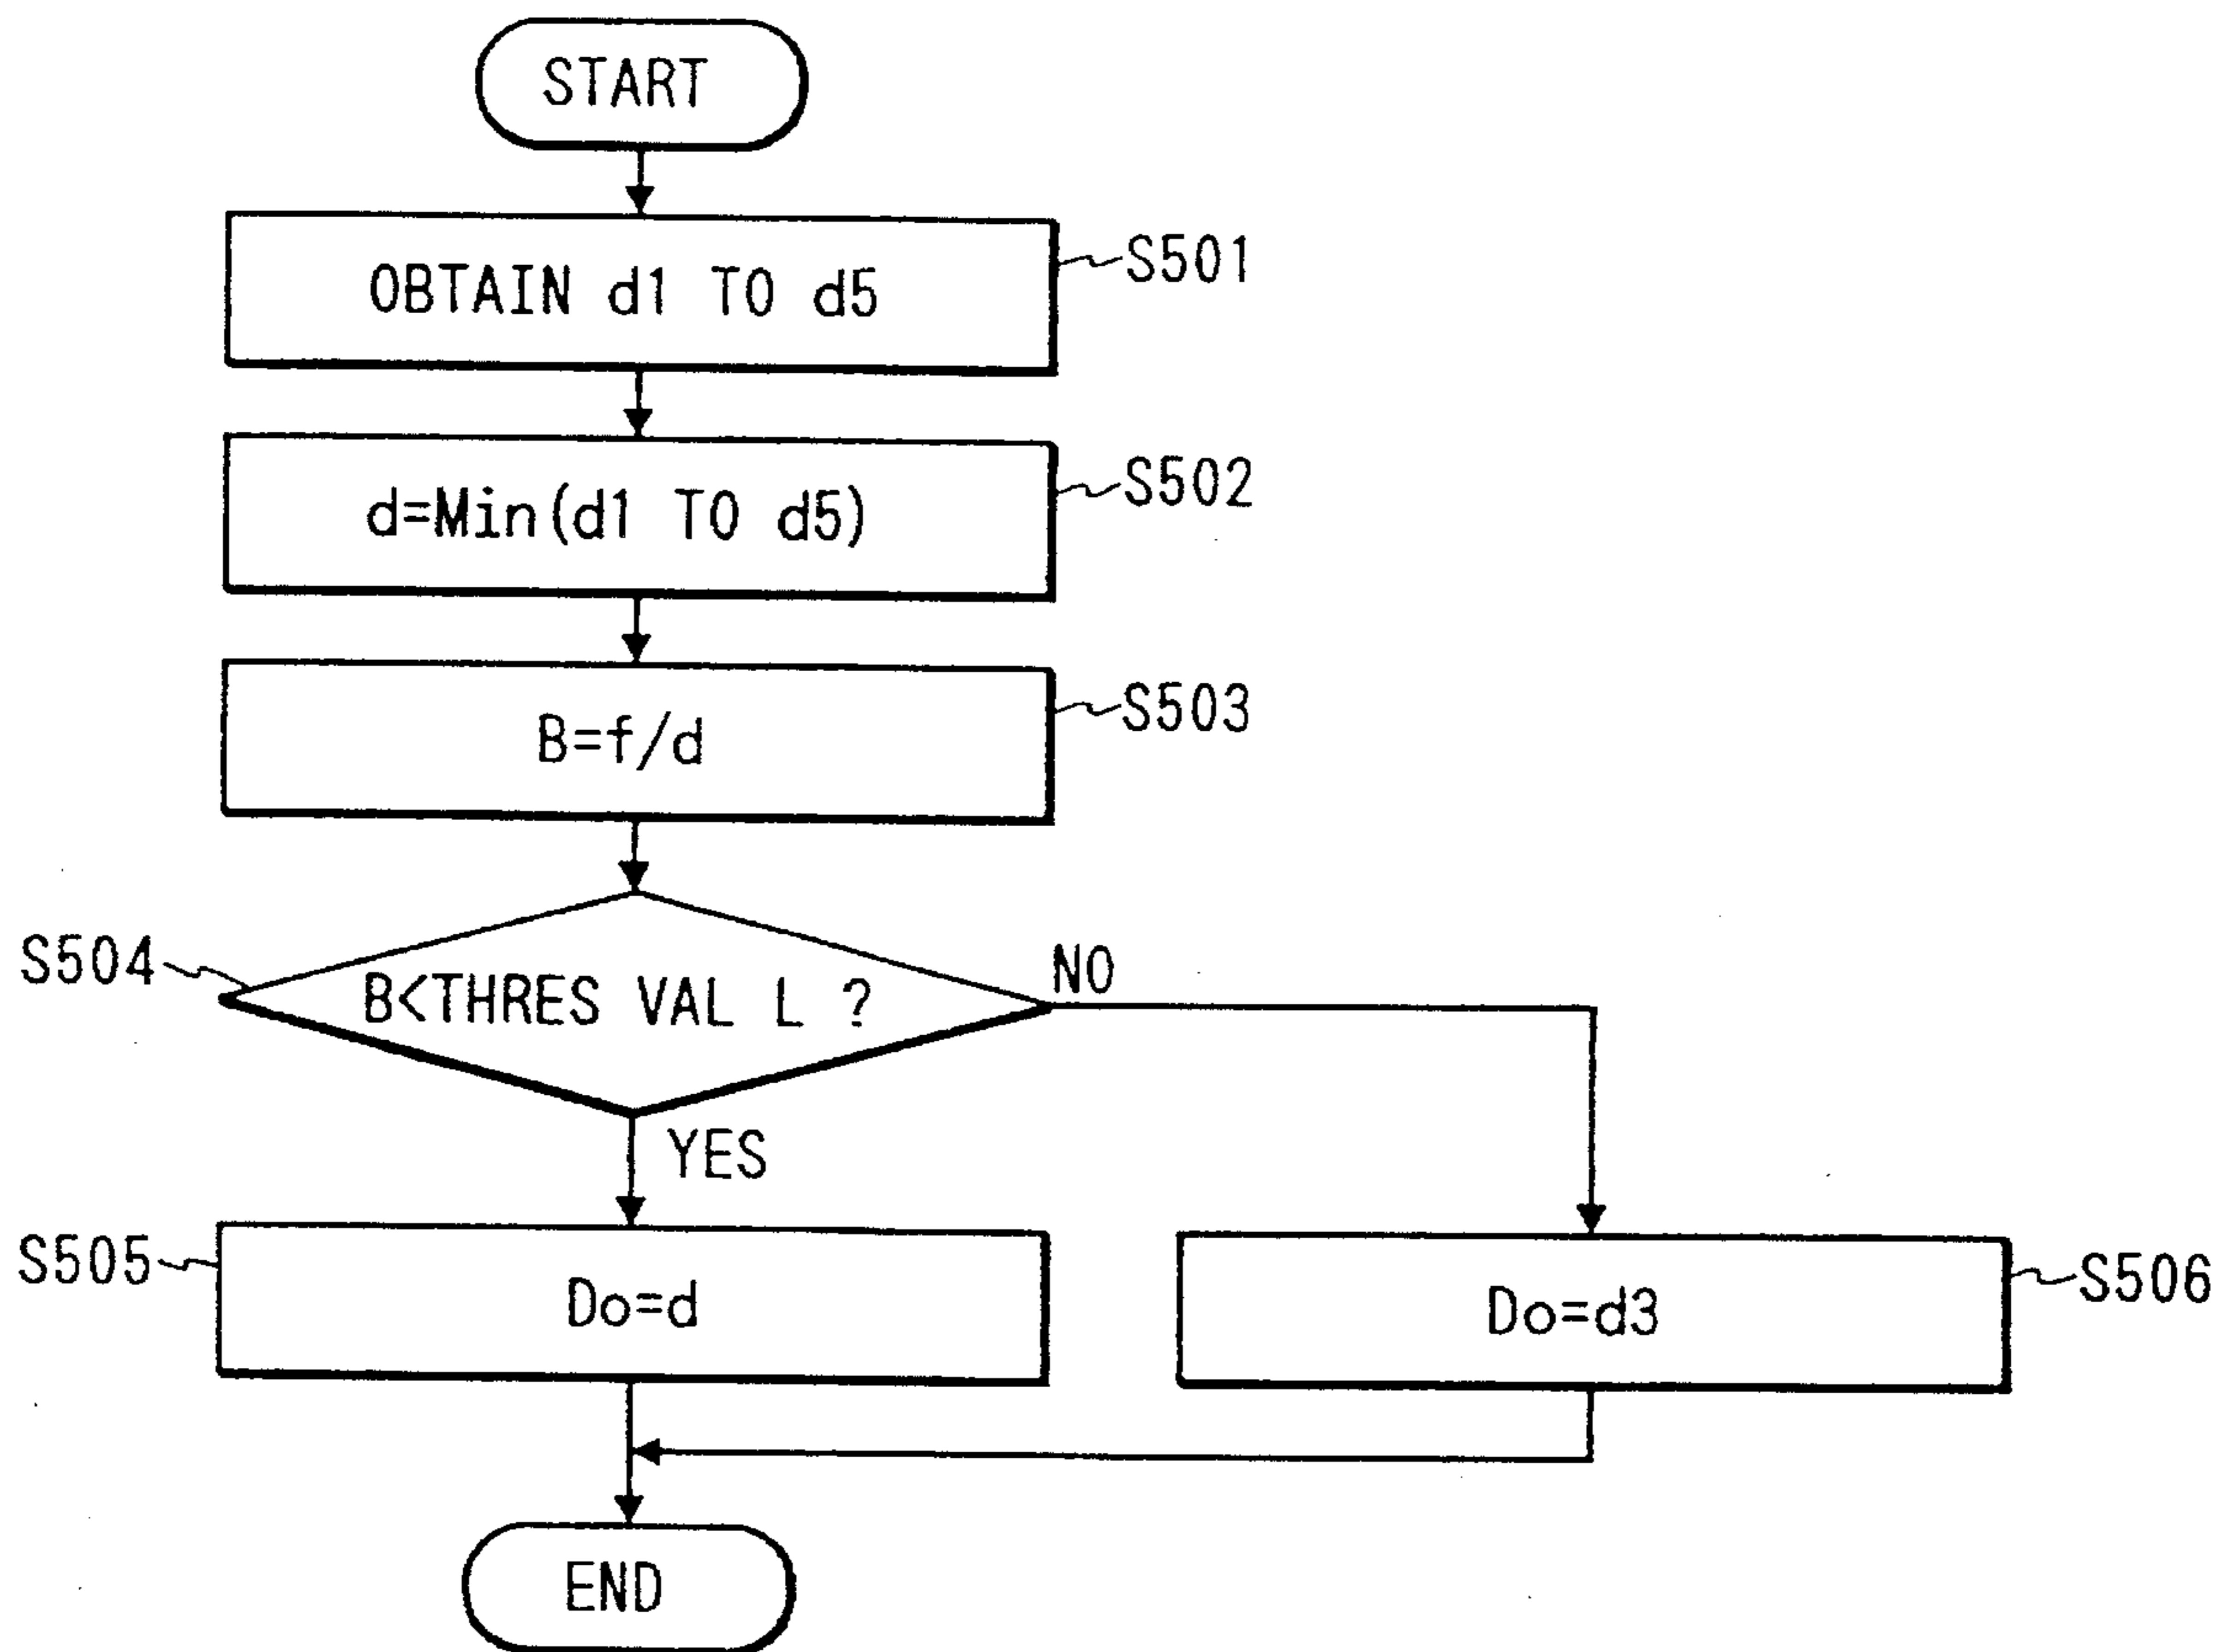 START
OBTAIN d1 TO d5
S501
d=Min(d1 TO d5)
S502
B=f/d
S503
S504
B<THRES VAL L ?
NO
YES
S505
Do=d
Do=d3
S506
END